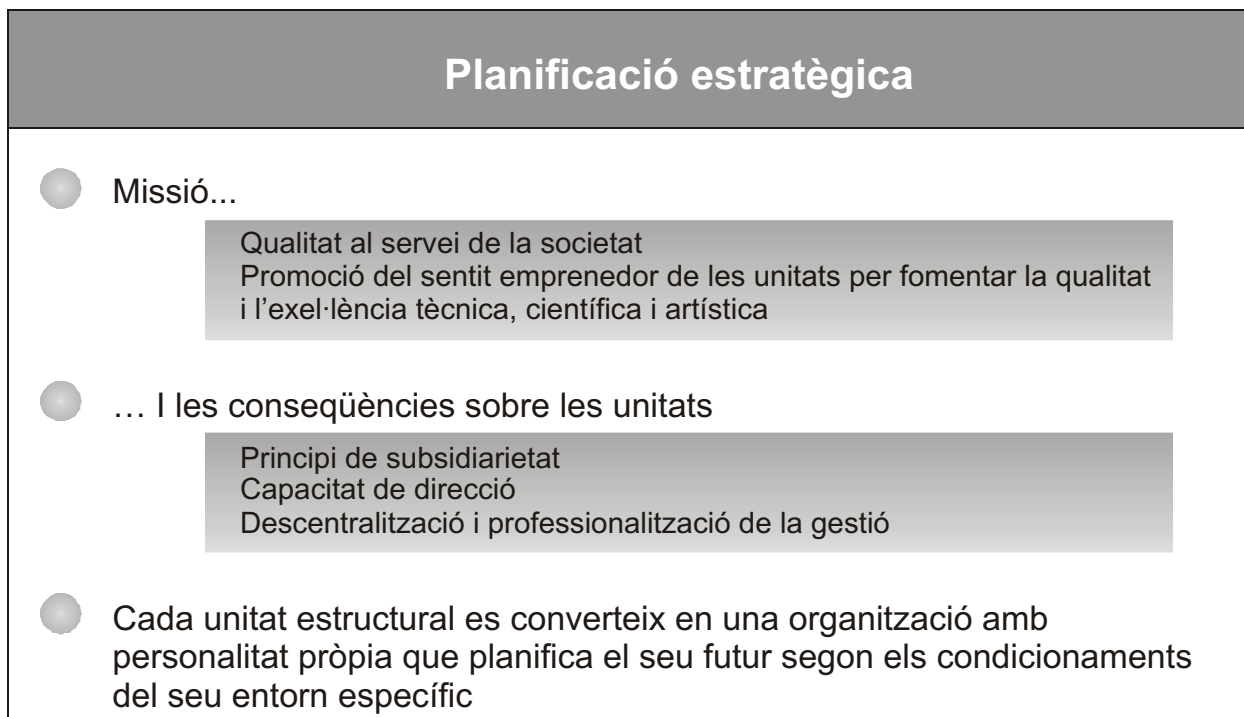 Planificació estratègica
Missió...
Qualitat al servei de la societat
Promoció del sentit emprenedor de les unitats per fomentar la qualitat
i l'exel·lència tècnica, científica i artística
… I les conseqüències sobre les unitats
Principi de subsidiarietat
Capacitat de direcció
Descentralització i professionalització de la gestió
Cada unitat estructural es converteix en una organització amb
personalitat pròpia que planifica el seu futur segon els condicionaments
del seu entorn específic